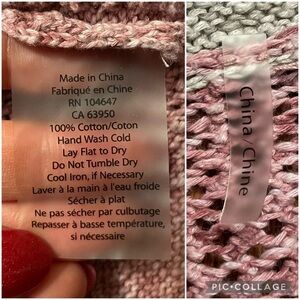 Made in China
Fabriqué en Chine
RN 104647
CA 63950
100% Cotton/Coton
Hand Wash Cold
Lay Flat to Dry
Do Not Tumble Dry
Cool Iron, if Necessary
Laver à la main à l'eau froide
Sécher à plat
Ne pas sécher par culbutage
Repasser à basse température,
si nécessaire
China/Chine
PIC•COLLAGE